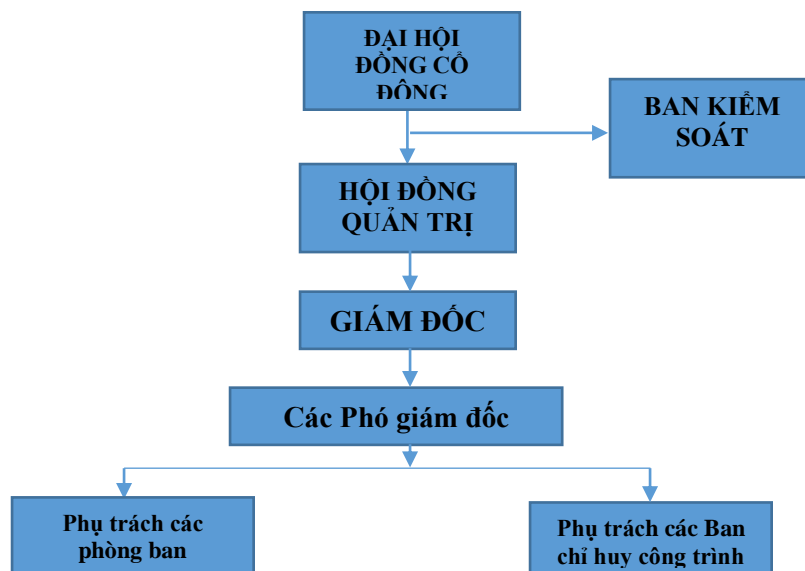 ĐẠI HỘI
ĐỒNG CỔ
ĐÔNG
BAN KIỂM
SOÁT
HỘI ĐỒNG
QUẢN TRỊ
GIÁM ĐỐC
Các Phó giám đốc
Phụ trách các
phòng ban
Phụ trách các Ban
chỉ huy công trình